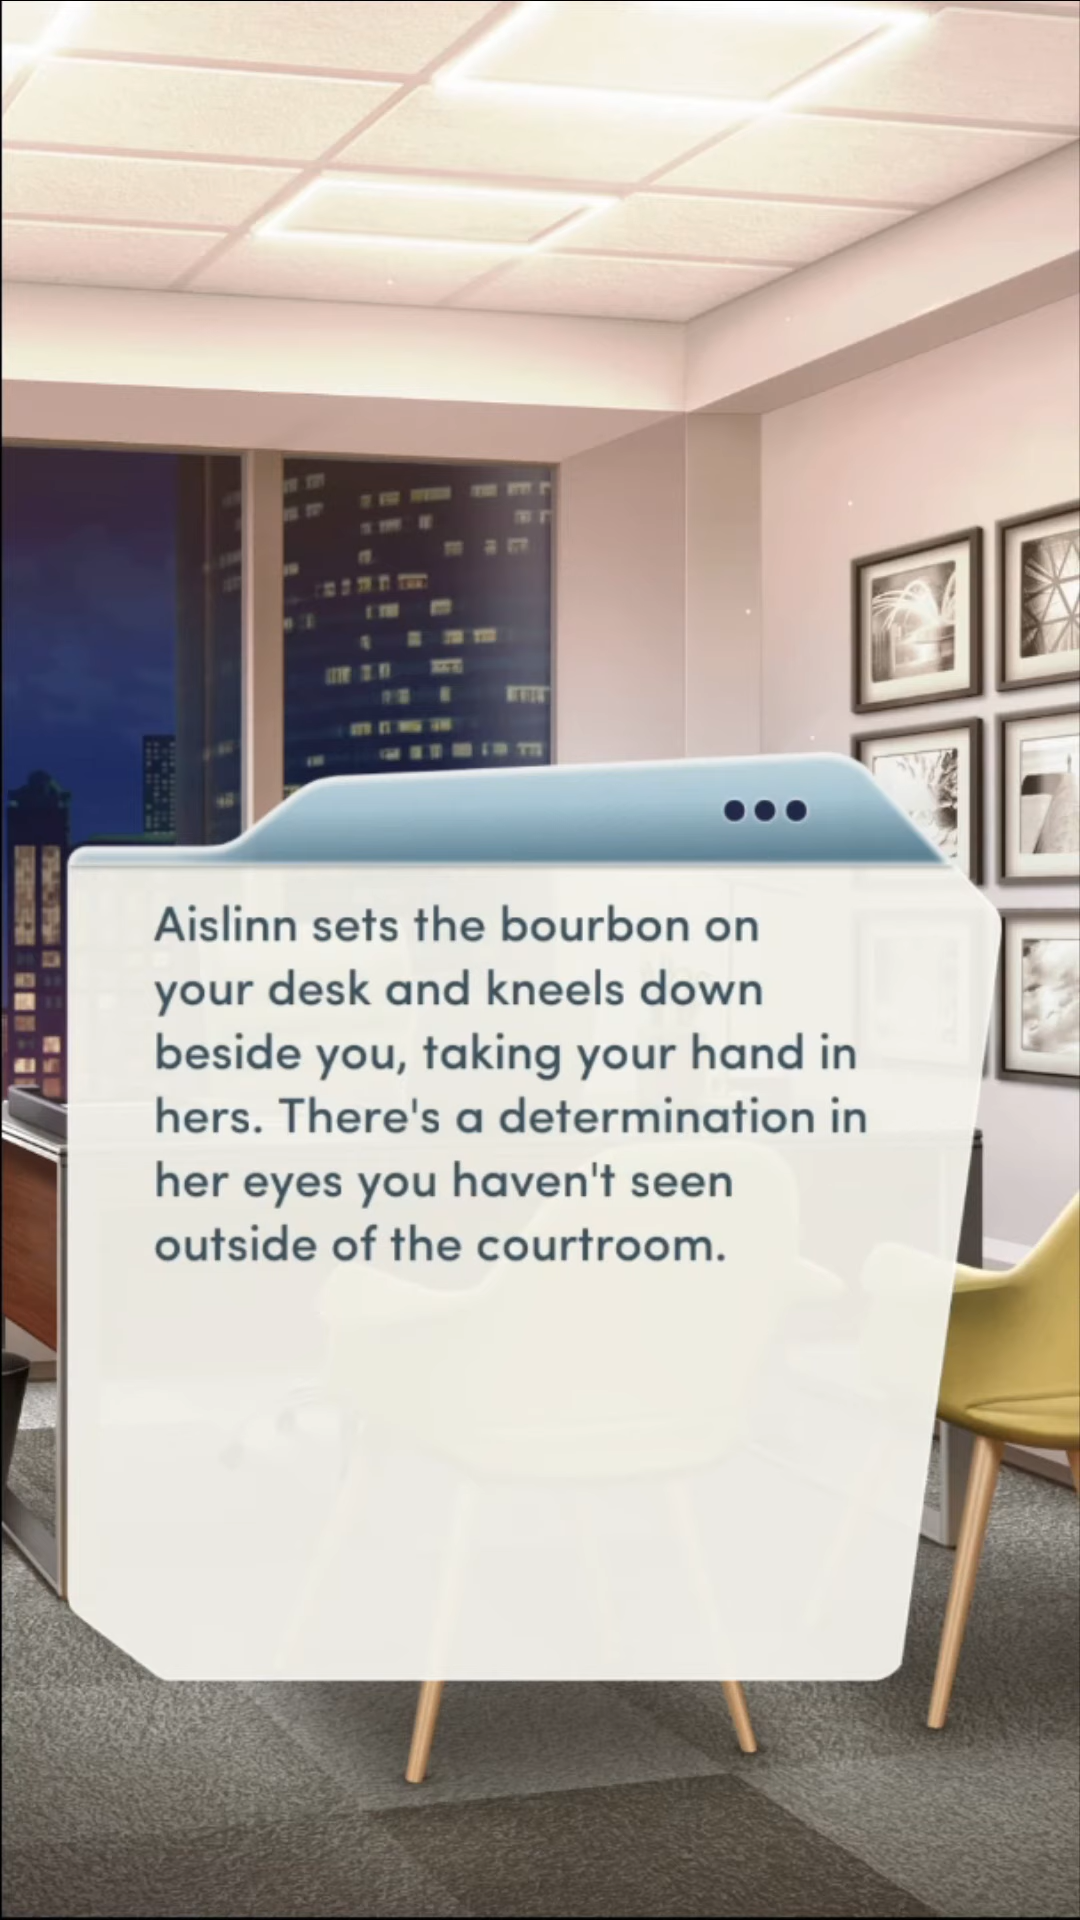 Aislinn sets the bourbon on
your desk and kneels down
beside you, taking your hand in
hers. There's a determination in
her eyes you haven't seen
outside of the courtroom.